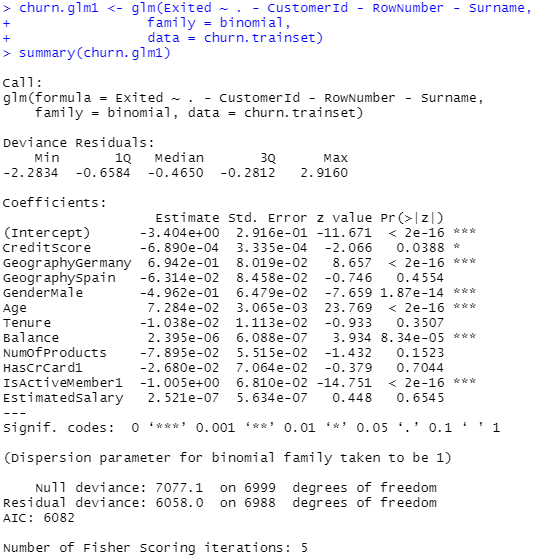 > churn.glm1 <- glm(Exited ~ . - CustomerId - RowNumber - Surname,
+                   family = binomial,
+                   data = churn.trainset)
> summary(churn.glm1)
Call:
glm(formula = Exited ~ . - CustomerId - RowNumber - Surname,
    family = binomial, data = churn.trainset)
Deviance Residuals:
    Min       1Q   Median       3Q      Max
-2.2834  -0.6584  -0.4650  -0.2812   2.9160
Coefficients:
                  Estimate Std. Error z value Pr(>|z|)
(Intercept)     -3.404e+00  2.916e-01 -11.671  < 2e-16 ***
CreditScore     -6.890e-04  3.335e-04  -2.066   0.0388 *
GeographyGermany  6.942e-01  8.019e-02   8.657  < 2e-16 ***
GeographySpain  -6.314e-02  8.458e-02  -0.746   0.4554
GenderMale      -4.962e-01  6.479e-02  -7.659 1.87e-14 ***
Age              7.284e-02  3.065e-03  23.769  < 2e-16 ***
Tenure          -1.038e-02  1.113e-02  -0.933   0.3507
Balance          2.395e-06  6.088e-07   3.934 8.34e-05 ***
NumOfProducts   -7.895e-02  5.515e-02  -1.432   0.1523
HasCrCard1      -2.680e-02  7.064e-02  -0.379   0.7044
IsActiveMember1 -1.005e+00  6.810e-02 -14.751  < 2e-16 ***
EstimatedSalary  2.521e-07  5.634e-07   0.448   0.6545
---
Signif. codes:  0 ‘***’ 0.001 ‘**’ 0.01 ‘*’ 0.05 ‘.’ 0.1 ‘ ’ 1
(Dispersion parameter for binomial family taken to be 1)
    Null deviance: 7077.1  on 6999  degrees of freedom
Residual deviance: 6058.0  on 6988  degrees of freedom
AIC: 6082
Number of Fisher Scoring iterations: 5